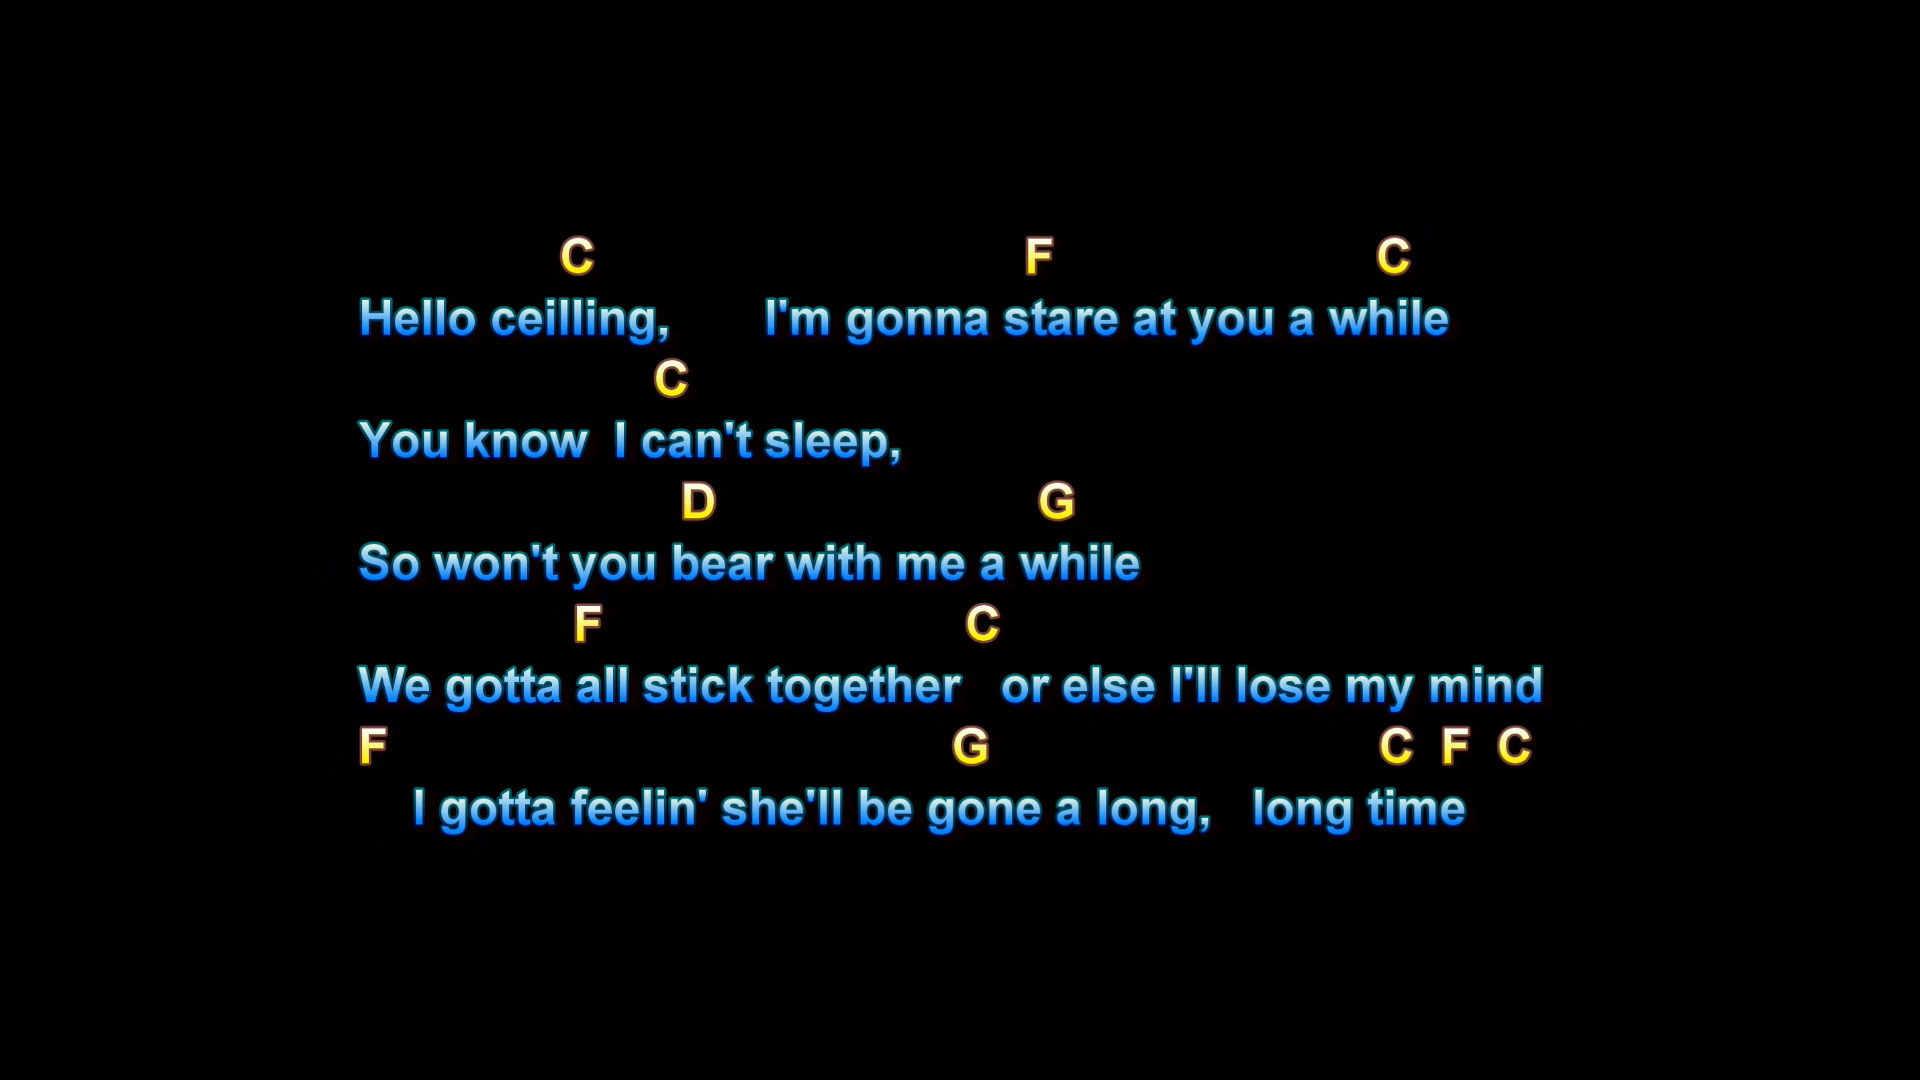 C F C
Hello ceilling, I'm gonna stare at you a while
C
You know I can't sleep,
D G
So won't you bear with me a while
F C
We gotta all stick together or else I'll lose my mind
F G C F C
I gotta feelin' she'll be gone a long, long time